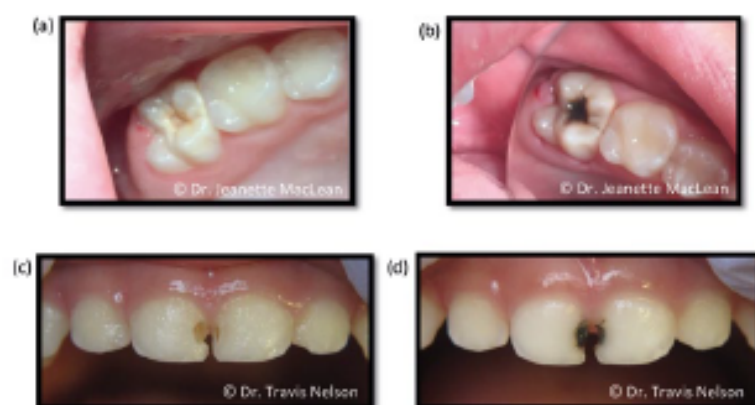 (a)
(b)
© Dr. Jeanette MacLean
© Dr. Jeanette MacLean
(c)
(d)
© Dr. Travis Nelson
© Dr. Travis Nelson